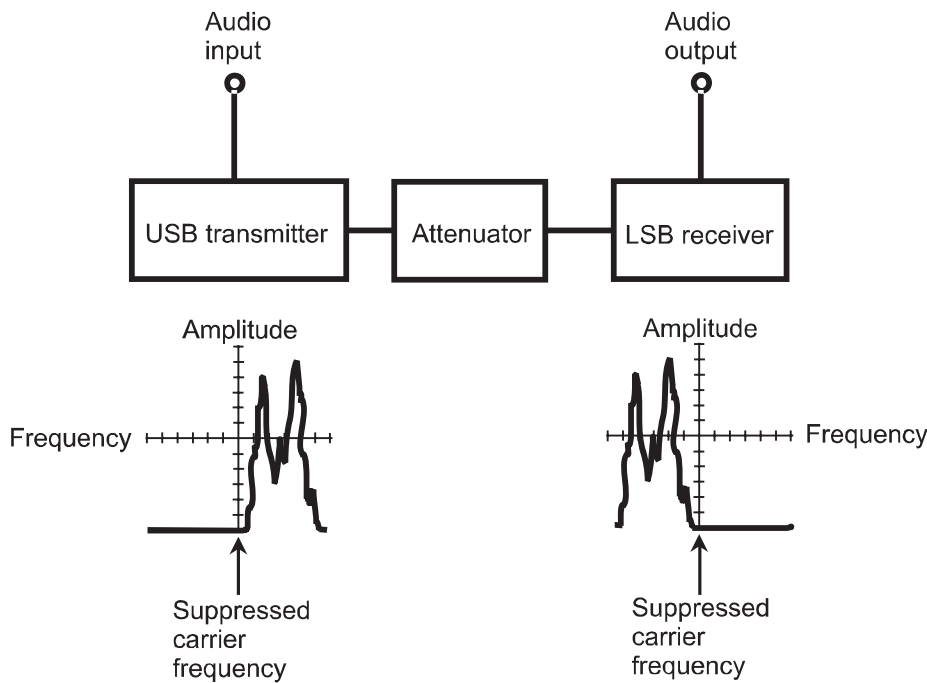 Audio
input
Audio
output
USB transmitter
Attenuator
LSB receiver
Amplitude
Amplitude
Frequency
Frequency
Suppressed
carrier
frequency
Suppressed
carrier
frequency